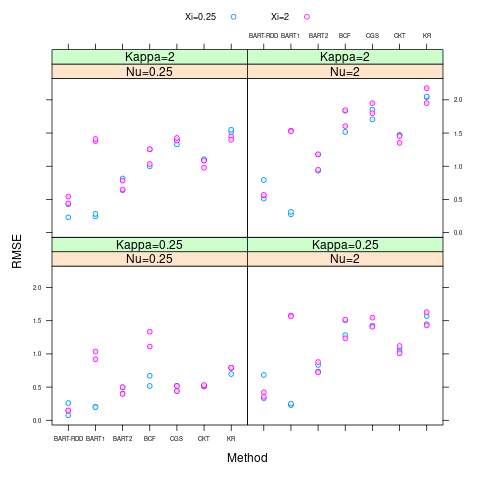 Xi=0.25 Xi=2
BART-RDD BART1 BART2 BCF CGS CKT KR
Kappa=2 Kappa=2
Nu=0.25 Nu=2
2.0
1.5
1.0
0.5
0.0
Kappa=0.25 Kappa=0.25
Nu=0.25 Nu=2
2.0
1.5
1.0
0.5
0.0
RMSE
BART-RDD BART1 BART2 BCF CGS CKT KR
Method